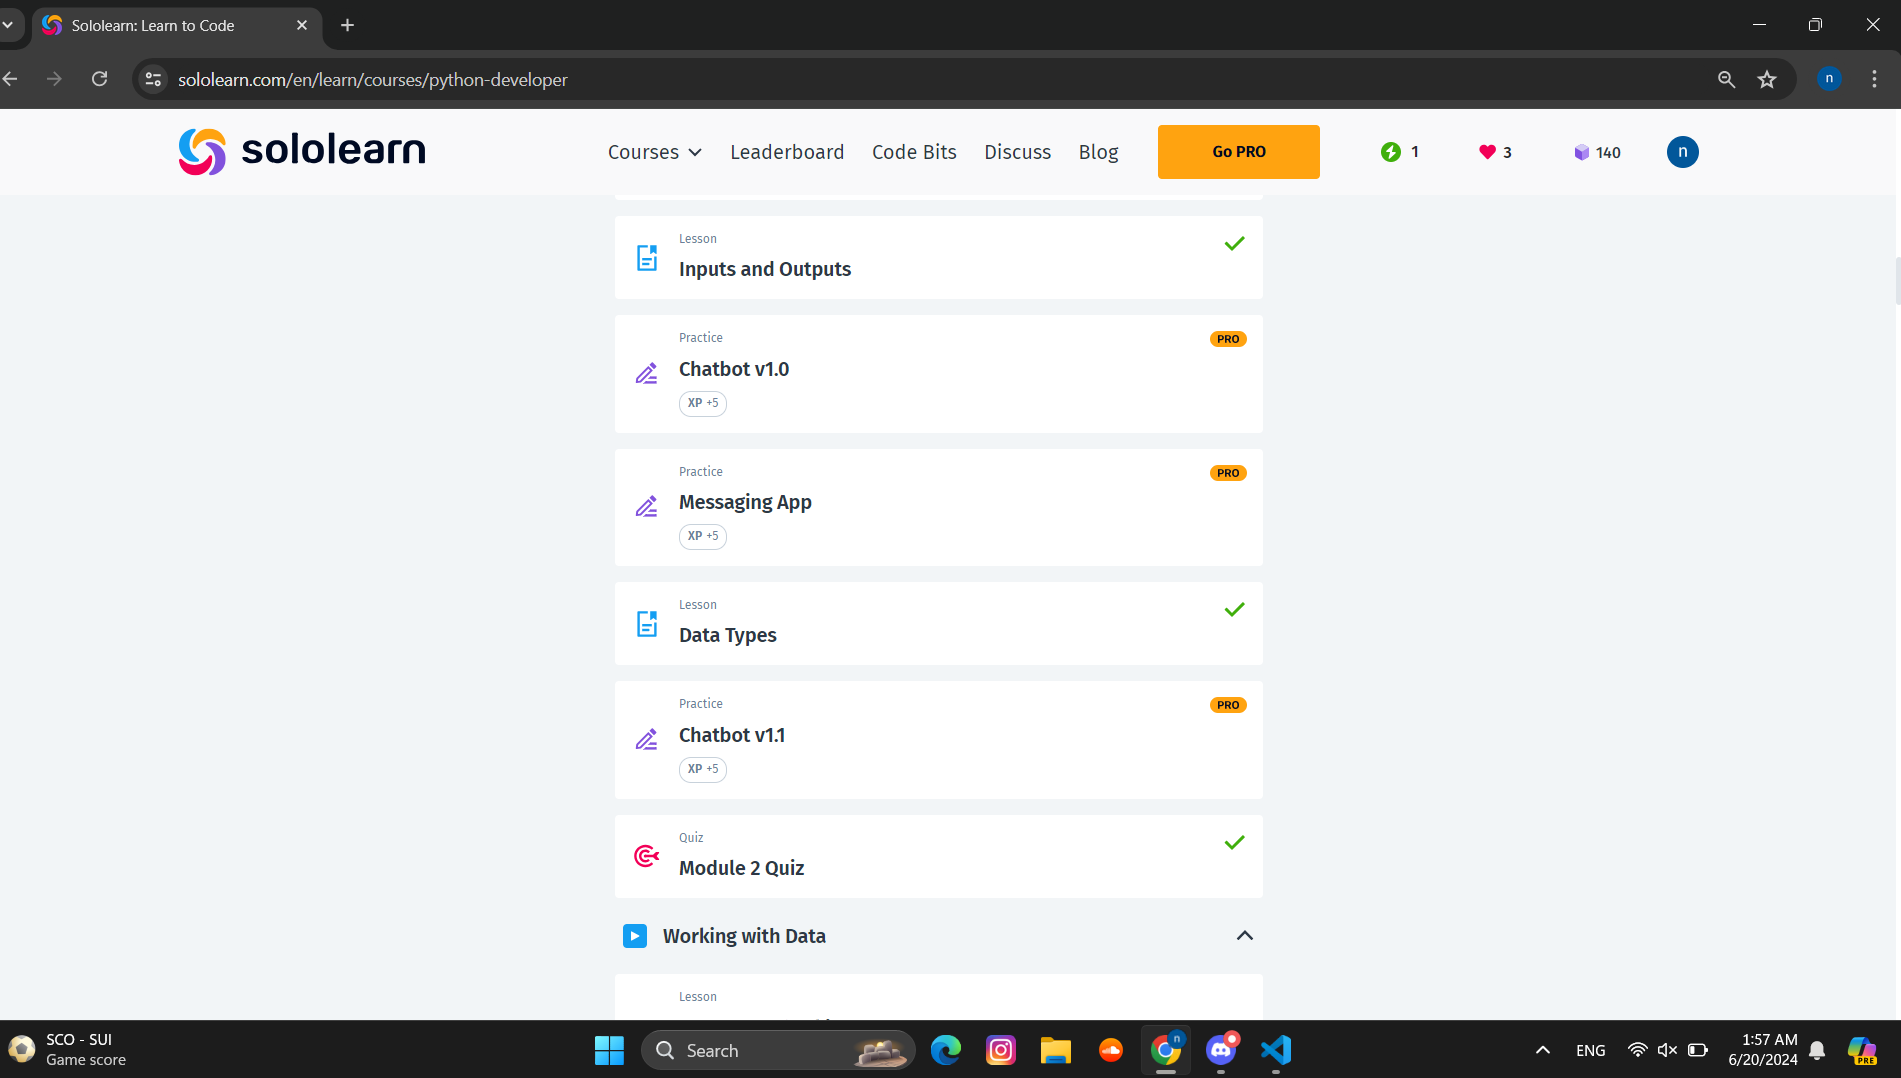 Sololearn: Learn to Code
sololearn.com/en/learn/courses/python-developer
n
sololearn
Courses
Leaderboard
Code Bits
Discuss
Blog
Go PRO
1
3
140
n
Lesson
Inputs and Outputs
Practice
PRO
Chatbot v1.0
XP +5
Practice
PRO
Messaging App
XP +5
Lesson
Data Types
Practice
PRO
Chatbot v1.1
XP +5
Quiz
Module 2 Quiz
Working with Data
Lesson
SCO - SUI
Game score
Search
n
ENG
1:57 AM
6/20/2024
PRE